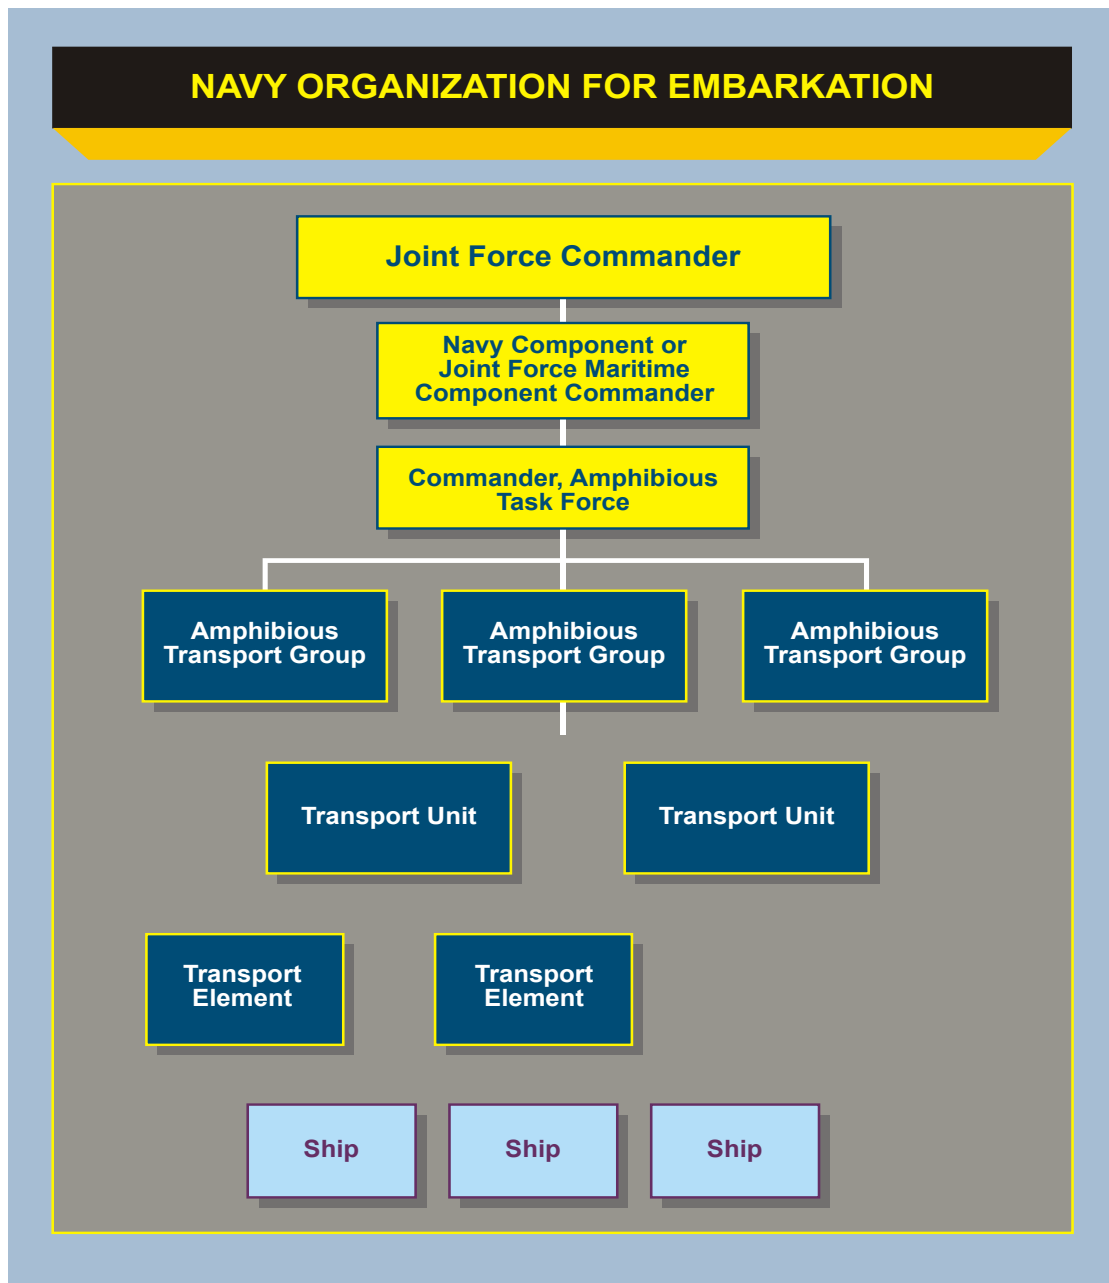 NAVY ORGANIZATION FOR EMBARKATION
Joint Force Commander
Navy Component or
Joint Force Maritime
Component Commander
Commander, Amphibious
Task Force
Amphibious
Transport Group
Amphibious
Transport Group
Amphibious
Transport Group
Transport Unit
Transport Unit
Transport
Element
Transport
Element
Ship
Ship
Ship